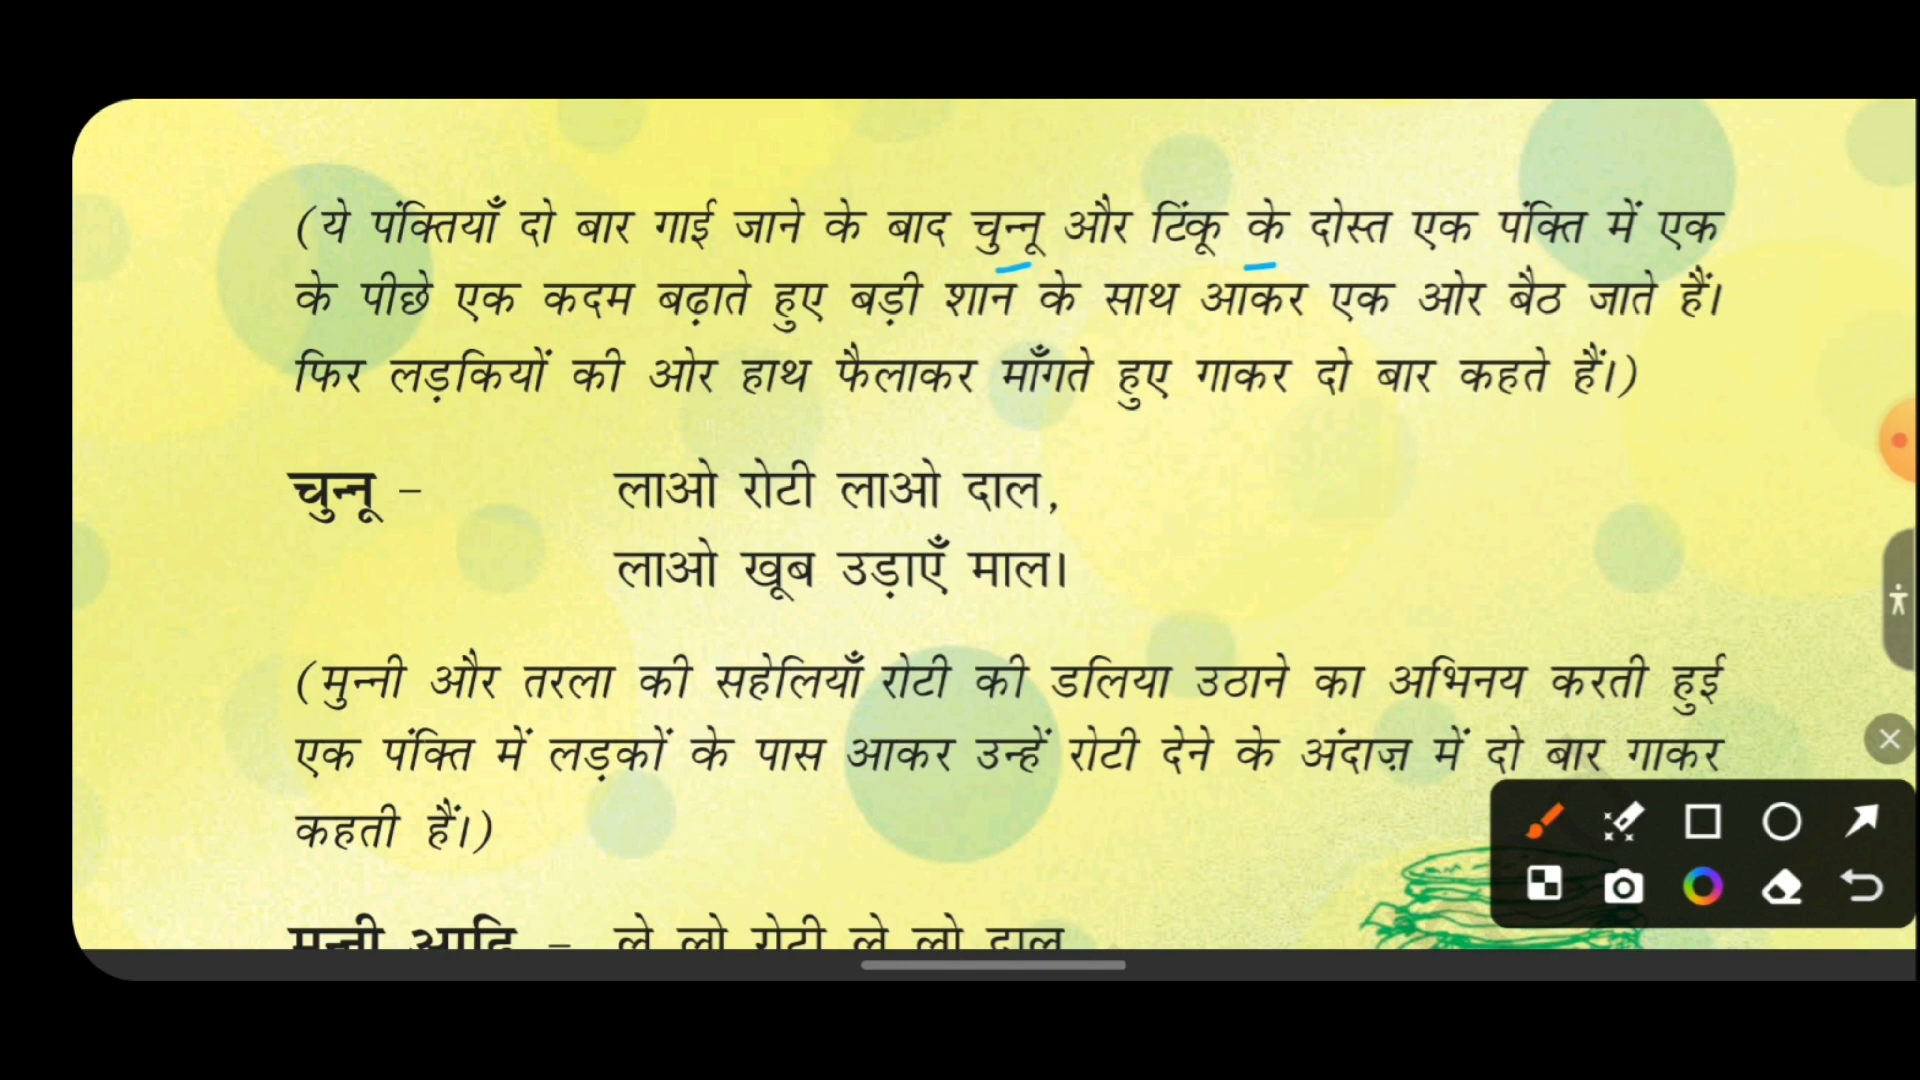 (ये पंक्तियाँ दो बार गाई जाने के बाद चुन्नू और टिंकू के दोस्त एक पंक्ति में एक
के पीछे एक कदम बढ़ाते हुए बड़ी शान के साथ आकर एक ओर बैठ जाते हैं।
फिर लड़कियों की ओर हाथ फैलाकर माँगते हुए गाकर दो बार कहते हैं।)
चुन्नू – लाओ रोटी लाओ दाल,
लाओ खूब उड़ाएँ माल।
(मुन्नी और तरला की सहेलियाँ रोटी की डलिया उठाने का अभिनय करती हुई
एक पंक्ति में लड़कों के पास आकर उन्हें रोटी देने के अंदाज़ में दो बार गाकर
कहती हैं।)
मुन्नी आदि – ले लो रोटी ले लो दाल